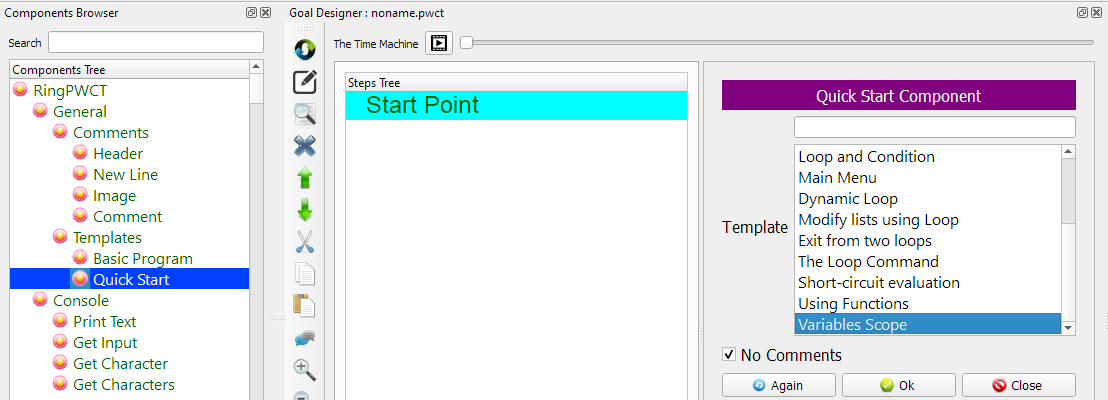 Components Browser
Search
Components Tree
RingPWCT
General
Comments
Header
New Line
Image
Comment
Templates
Basic Program
Quick Start
Console
Print Text
Get Input
Get Character
Get Characters
Goal Designer : noname.pwct
The Time Machine
Steps Tree
Start Point
Quick Start Component
Template
Loop and Condition
Main Menu
Dynamic Loop
Modify lists using Loop
Exit from two loops
The Loop Command
Short-circuit evaluation
Using Functions
Variables Scope
No Comments
Again Ok Close